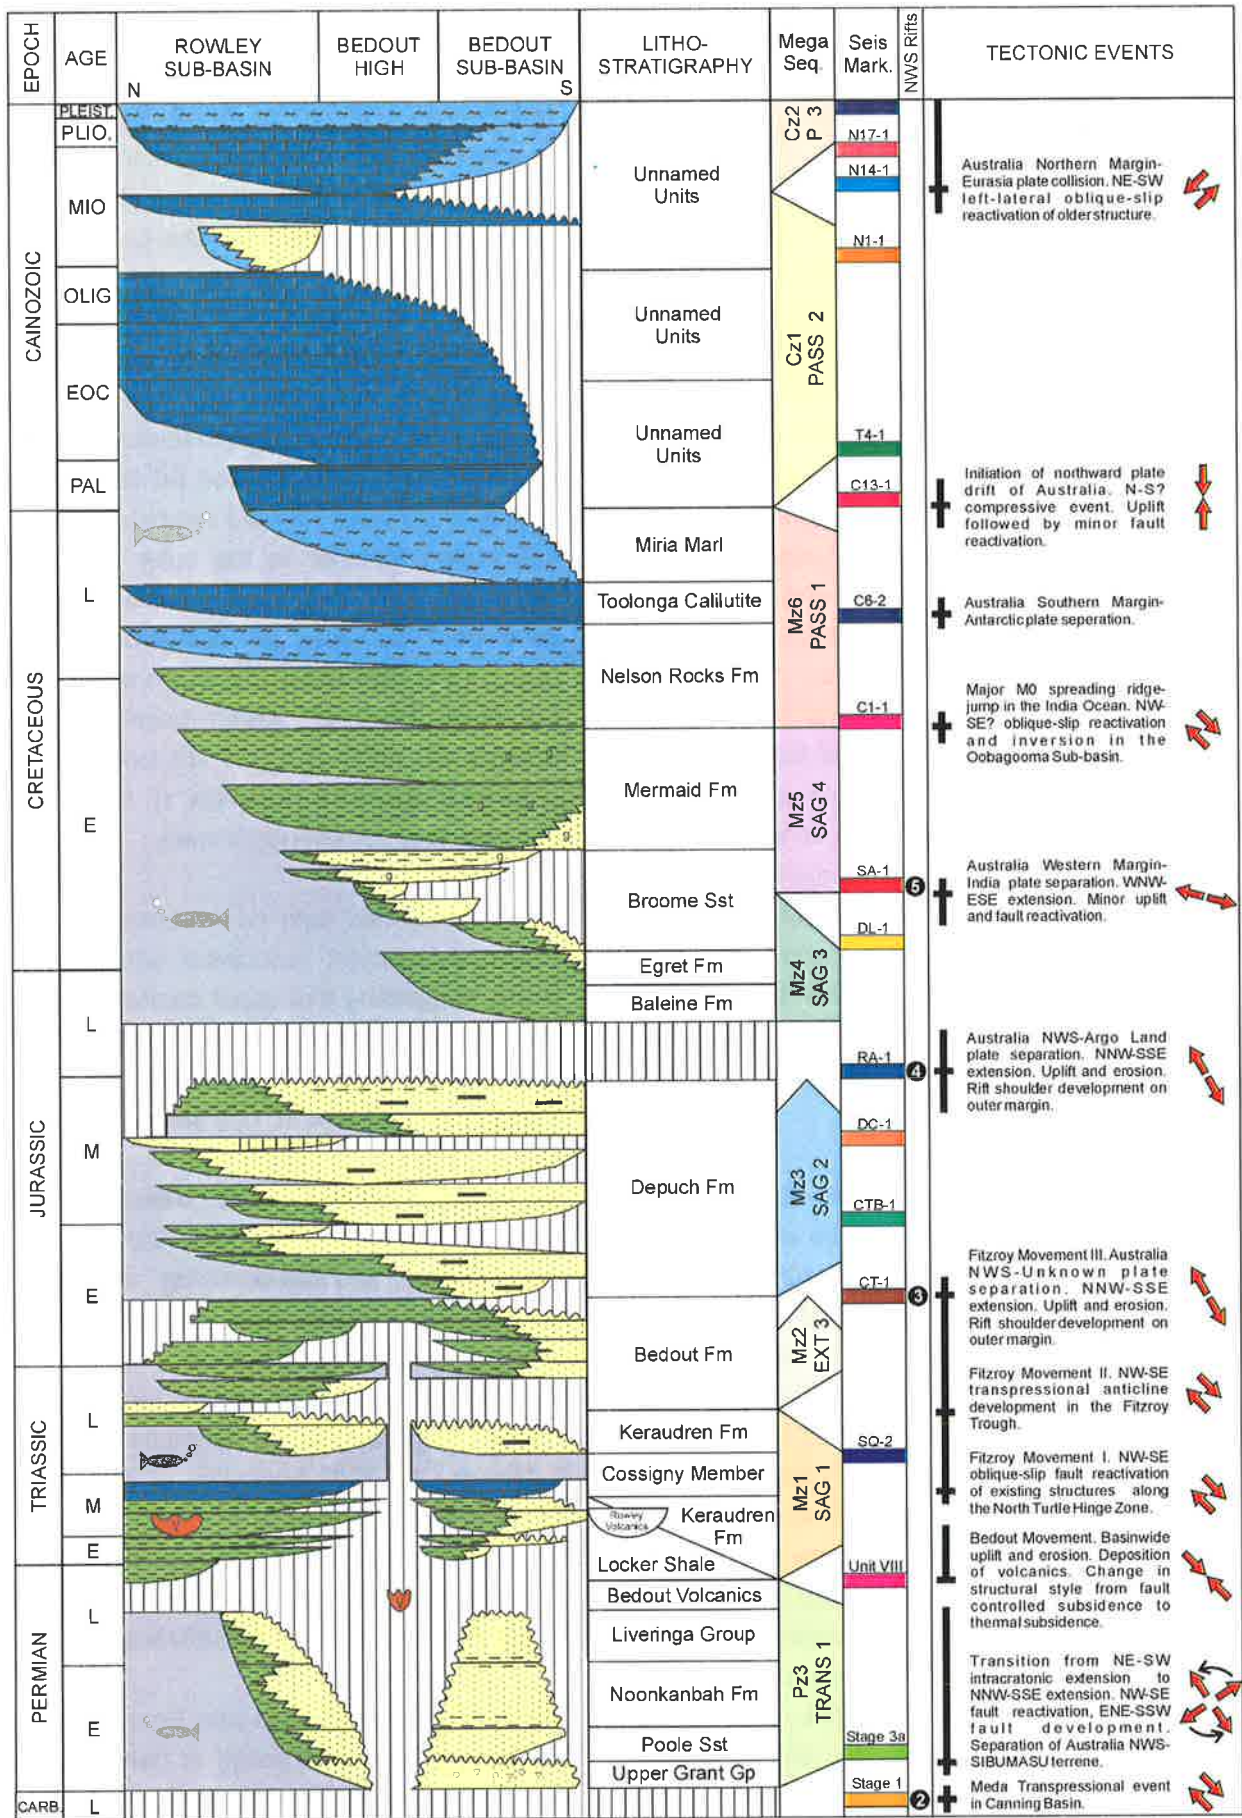 EPOCH
AGE
ROWLEY
SUB-BASIN
N
BEDOUT
HIGH
BEDOUT
SUB-BASIN
S
LITHO-
STRATIGRAPHY
Mega
Seq.
Seis
Mark.
NWS Rifts
TECTONIC EVENTS
CAINOZOIC
PLEIST.
PLIO.
MIO
OLIG
EOC
PAL
CRETACEOUS
L
E
JURASSIC
L
M
E
TRIASSIC
L
M
E
PERMIAN
L
E
CARB.
L
Unnamed
Units
Unnamed
Units
Unnamed
Units
Miria Marl
Toolonga Calilutite
Nelson Rocks Fm
Mermaid Fm
Broome Sst
Egret Fm
Baleine Fm
Depuch Fm
Bedout Fm
Keraudren Fm
Cossigny Member
Rowley
Volcanics
Keraudren
Fm
Locker Shale
Bedout Volcanics
Liveringa Group
Noonkanbah Fm
Poole Sst
Upper Grant Gp
g
g
g
g
g
g
Cz2
P 3
Cz1
PASS 2
Mz6
PASS 1
Mz5
SAG 4
Mz4
SAG 3
Mz3
SAG 2
Mz2
EXT 3
Mz1
SAG 1
Pz3
TRANS 1
N17-1
N14-1
N1-1
T4-1
C13-1
C6-2
C1-1
SA-1
DL-1
RA-1
DC-1
CTB-1
CT-1
SQ-2
Unit VIII
Stage 3a
Stage 1
5
4
3
2
Australia Northern Margin-
Eurasia plate collision. NE-SW
left-lateral oblique-slip
reactivation of older structure.
Initiation of northward plate
drift of Australia. N-S?
compressive event. Uplift
followed by minor fault
reactivation.
Australia Southern Margin-
Antarctic plate seperation.
Major M0 spreading ridge-
jump in the India Ocean. NW-
SE? oblique-slip reactivation
and inversion in the
Oobagooma Sub-basin.
Australia Western Margin-
India plate separation. WNW-
ESE extension. Minor uplift
and fault reactivation.
Australia NWS-Argo Land
plate separation. NNW-SSE
extension. Uplift and erosion.
Rift shoulder development on
outer margin.
Fitzroy Movement III. Australia
NWS-Unknown plate
separation. NNW-SSE
extension. Uplift and erosion.
Rift shoulder development on
outer margin.
Fitzroy Movement II. NW-SE
transpressional anticline
development in the Fitzroy
Trough.
Fitzroy Movement I. NW-SE
oblique-slip fault reactivation
of existing structures along
the North Turtle Hinge Zone.
Bedout Movement. Basinwide
uplift and erosion. Deposition
of volcanics. Change in
structural style from fault
controlled subsidence to
thermal subsidence.
Transition from NE-SW
intracratonic extension to
NNW-SSE extension. NW-SE
fault reactivation, ENE-SSW
fault development.
Separation of Australia NWS-
SIBUMASU terrene.
Meda Transpressional event
in Canning Basin.